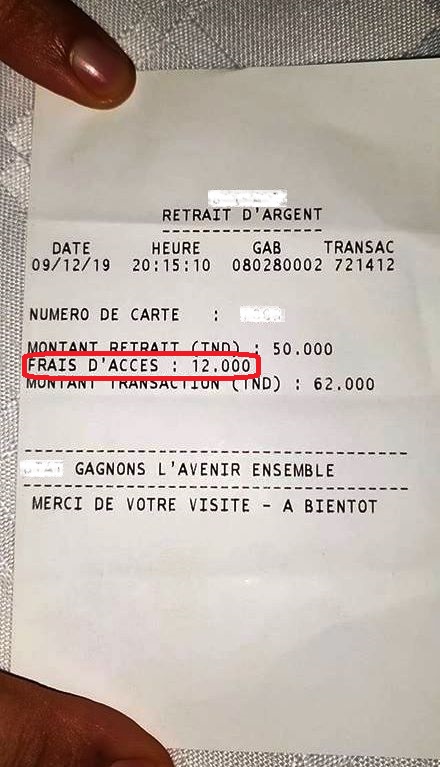 RETRAIT D'ARGENT
----------------
DATE HEURE GAB TRANSAC
09/12/19 20:15:10 080280002 721412
NUMERO DE CARTE :
MONTANT RETRAIT (TND) : 50.000
FRAIS D'ACCES : 12.000
MONTANT TRANSACTION (TND) : 62.000
--------------------------------------
GAGNONS L'AVENIR ENSEMBLE
--------------------------------------
MERCI DE VOTRE VISITE - A BIENTOT